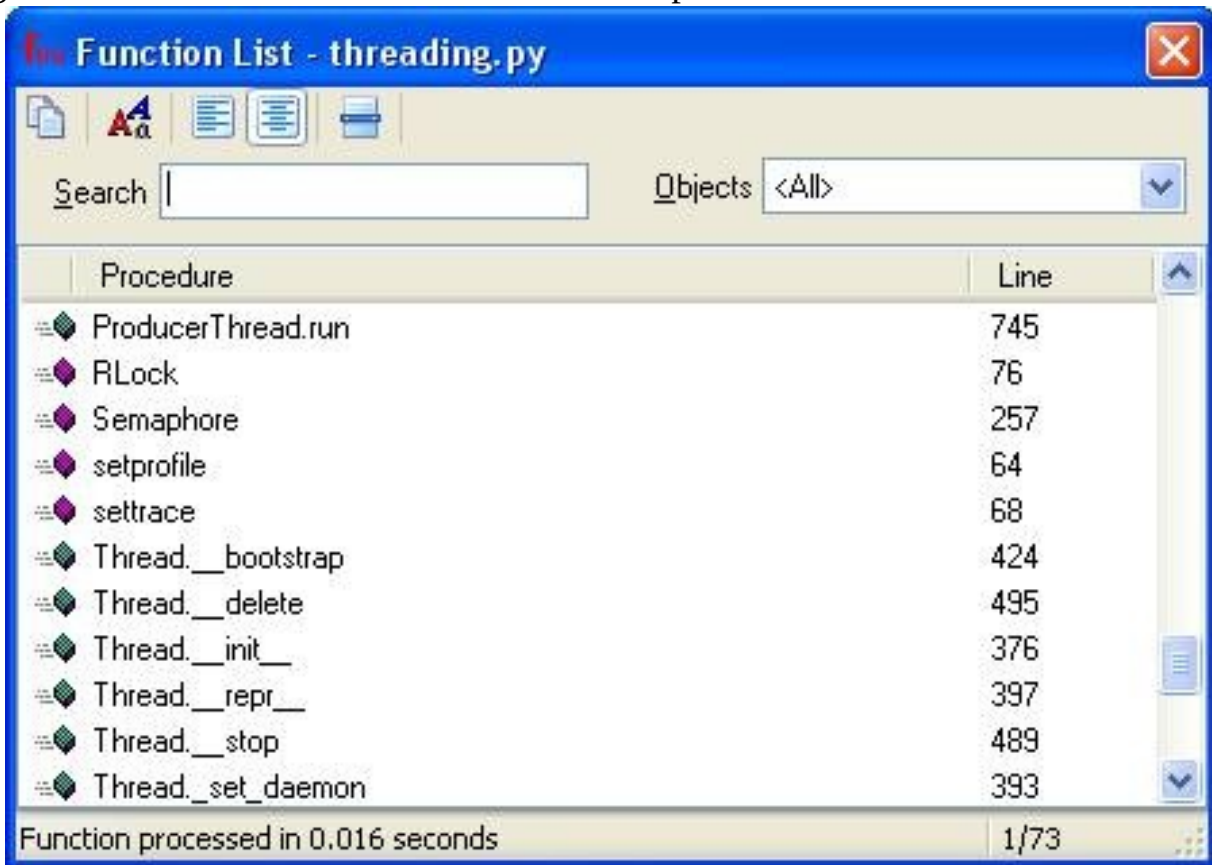 Function List - threading.py
Search
Objects <All>
Procedure Line
ProducerThread.run 745
RLock 76
Semaphore 257
setprofile 64
settrace 68
Thread.__bootstrap 424
Thread.__delete 495
Thread.__init__ 376
Thread.__repr__ 397
Thread.__stop 489
Thread._set_daemon 393
Function processed in 0.016 seconds 1/73